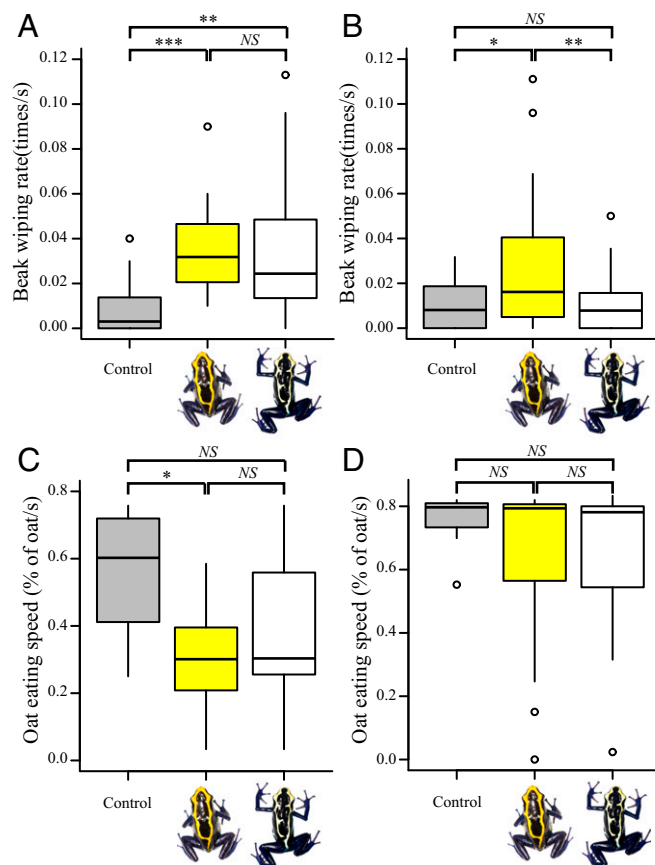 A
B
**
NS
***
NS
*
**
Beak wiping rate(times/s)
0.12
0.10
0.08
0.06
0.04
0.02
0.00
Control
Beak wiping rate(times/s)
0.12
0.10
0.08
0.06
0.04
0.02
0.00
Control
C
D
NS
NS
*
NS
NS
NS
Oat eating speed (% of oat/s)
0.8
0.6
0.4
0.2
0.0
Control
Oat eating speed (% of oat/s)
0.8
0.6
0.4
0.2
0.0
Control